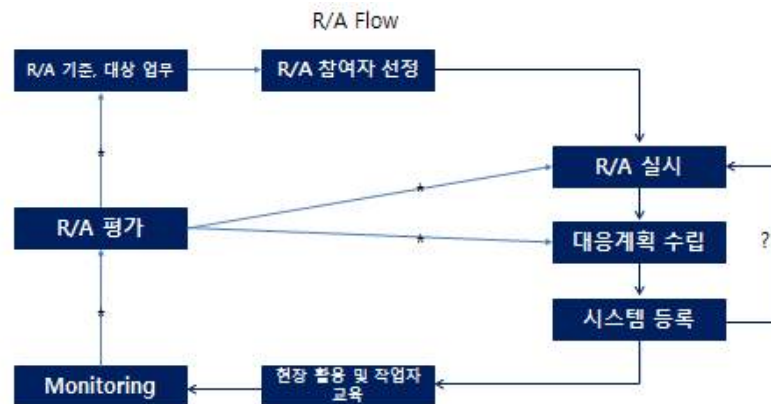 R/A Flow
R/A 기준, 대상 업무
R/A 참여자 선정
*
*
R/A 실시
R/A 평가
*
대응계획 수립
?
*
시스템 등록
Monitoring
현장 활용 및 작업자
교육